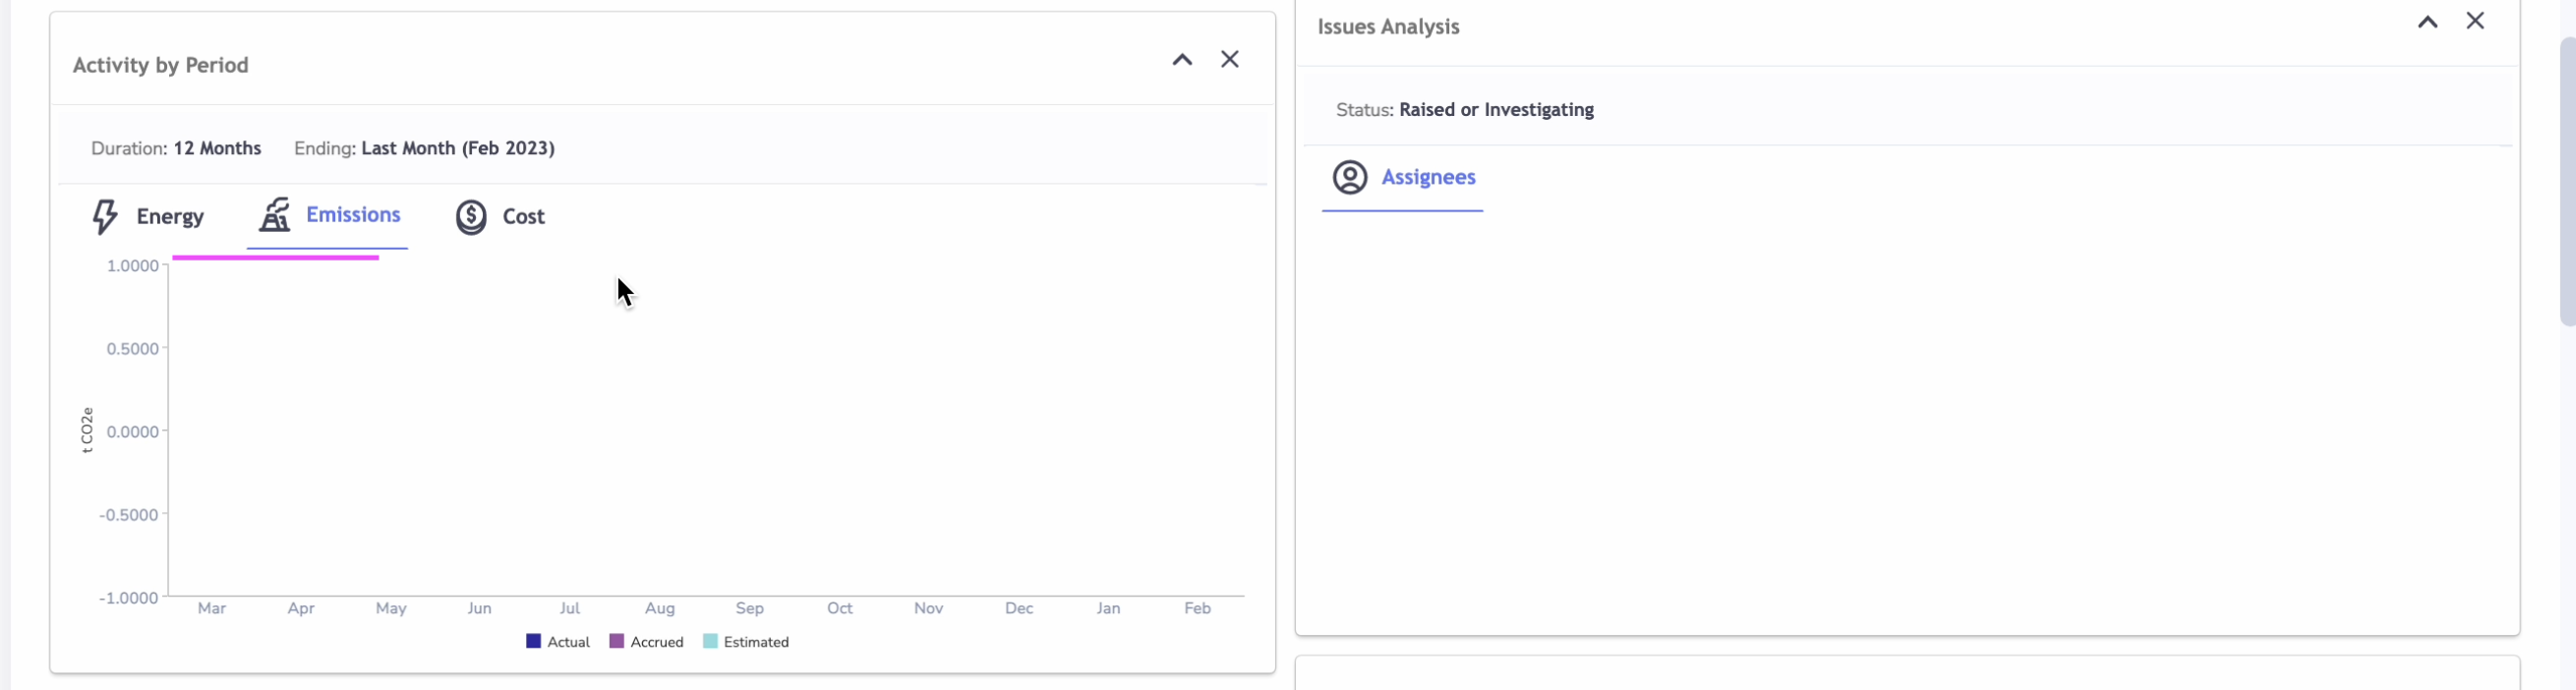 Activity by Period
Duration: 12 Months Ending: Last Month (Feb 2023)
Energy Emissions Cost
1.0000
0.5000
0.0000
-0.5000
-1.0000
t CO2e
Mar Apr May Jun Jul Aug Sep Oct Nov Dec Jan Feb
Actual Accrued Estimated
Issues Analysis
Status: Raised or Investigating
Assignees